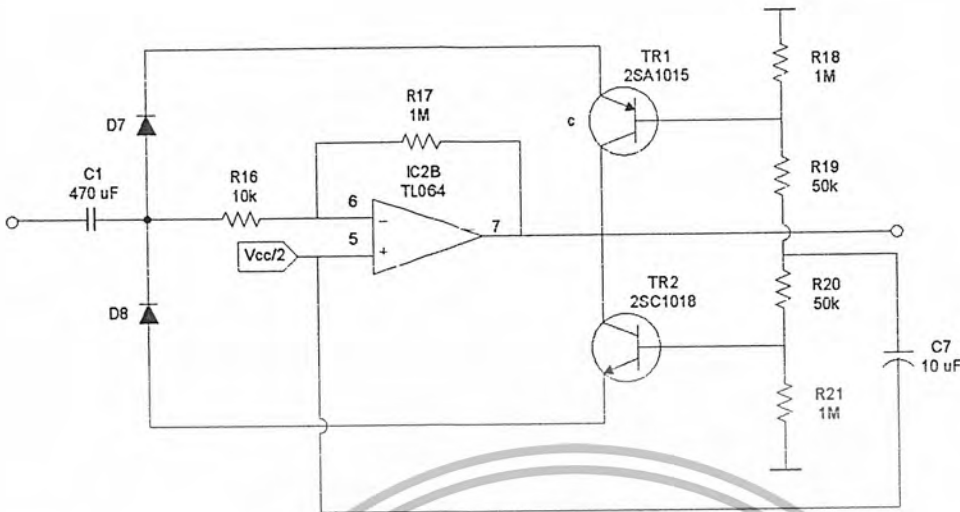 TR1
2SA1015
R18
1M
R17
1M
c
D7
IC2B
TL064
R19
50k
C1
470 uF
R16
10k
6
7
5
Vcc/2
TR2
2SC1018
R20
50k
D8
C7
10 uF
R21
1M